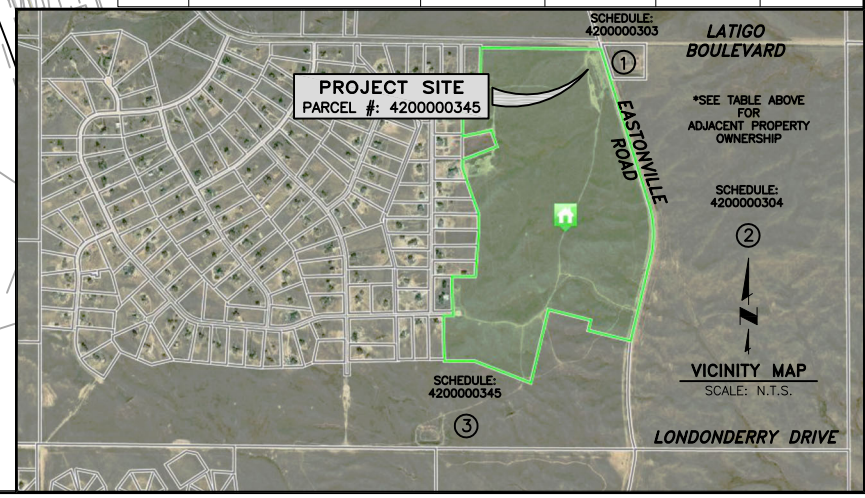 SCHEDULE:
4200000303
LATIGO
BOULEVARD
①
PROJECT SITE
PARCEL #: 4200000345
EASTONVILLE
ROAD
*SEE TABLE ABOVE
FOR
ADJACENT PROPERTY
OWNERSHIP
SCHEDULE:
4200000304
②
N
VICINITY MAP
SCALE: N.T.S.
SCHEDULE:
4200000345
③
LONDONDERRY DRIVE